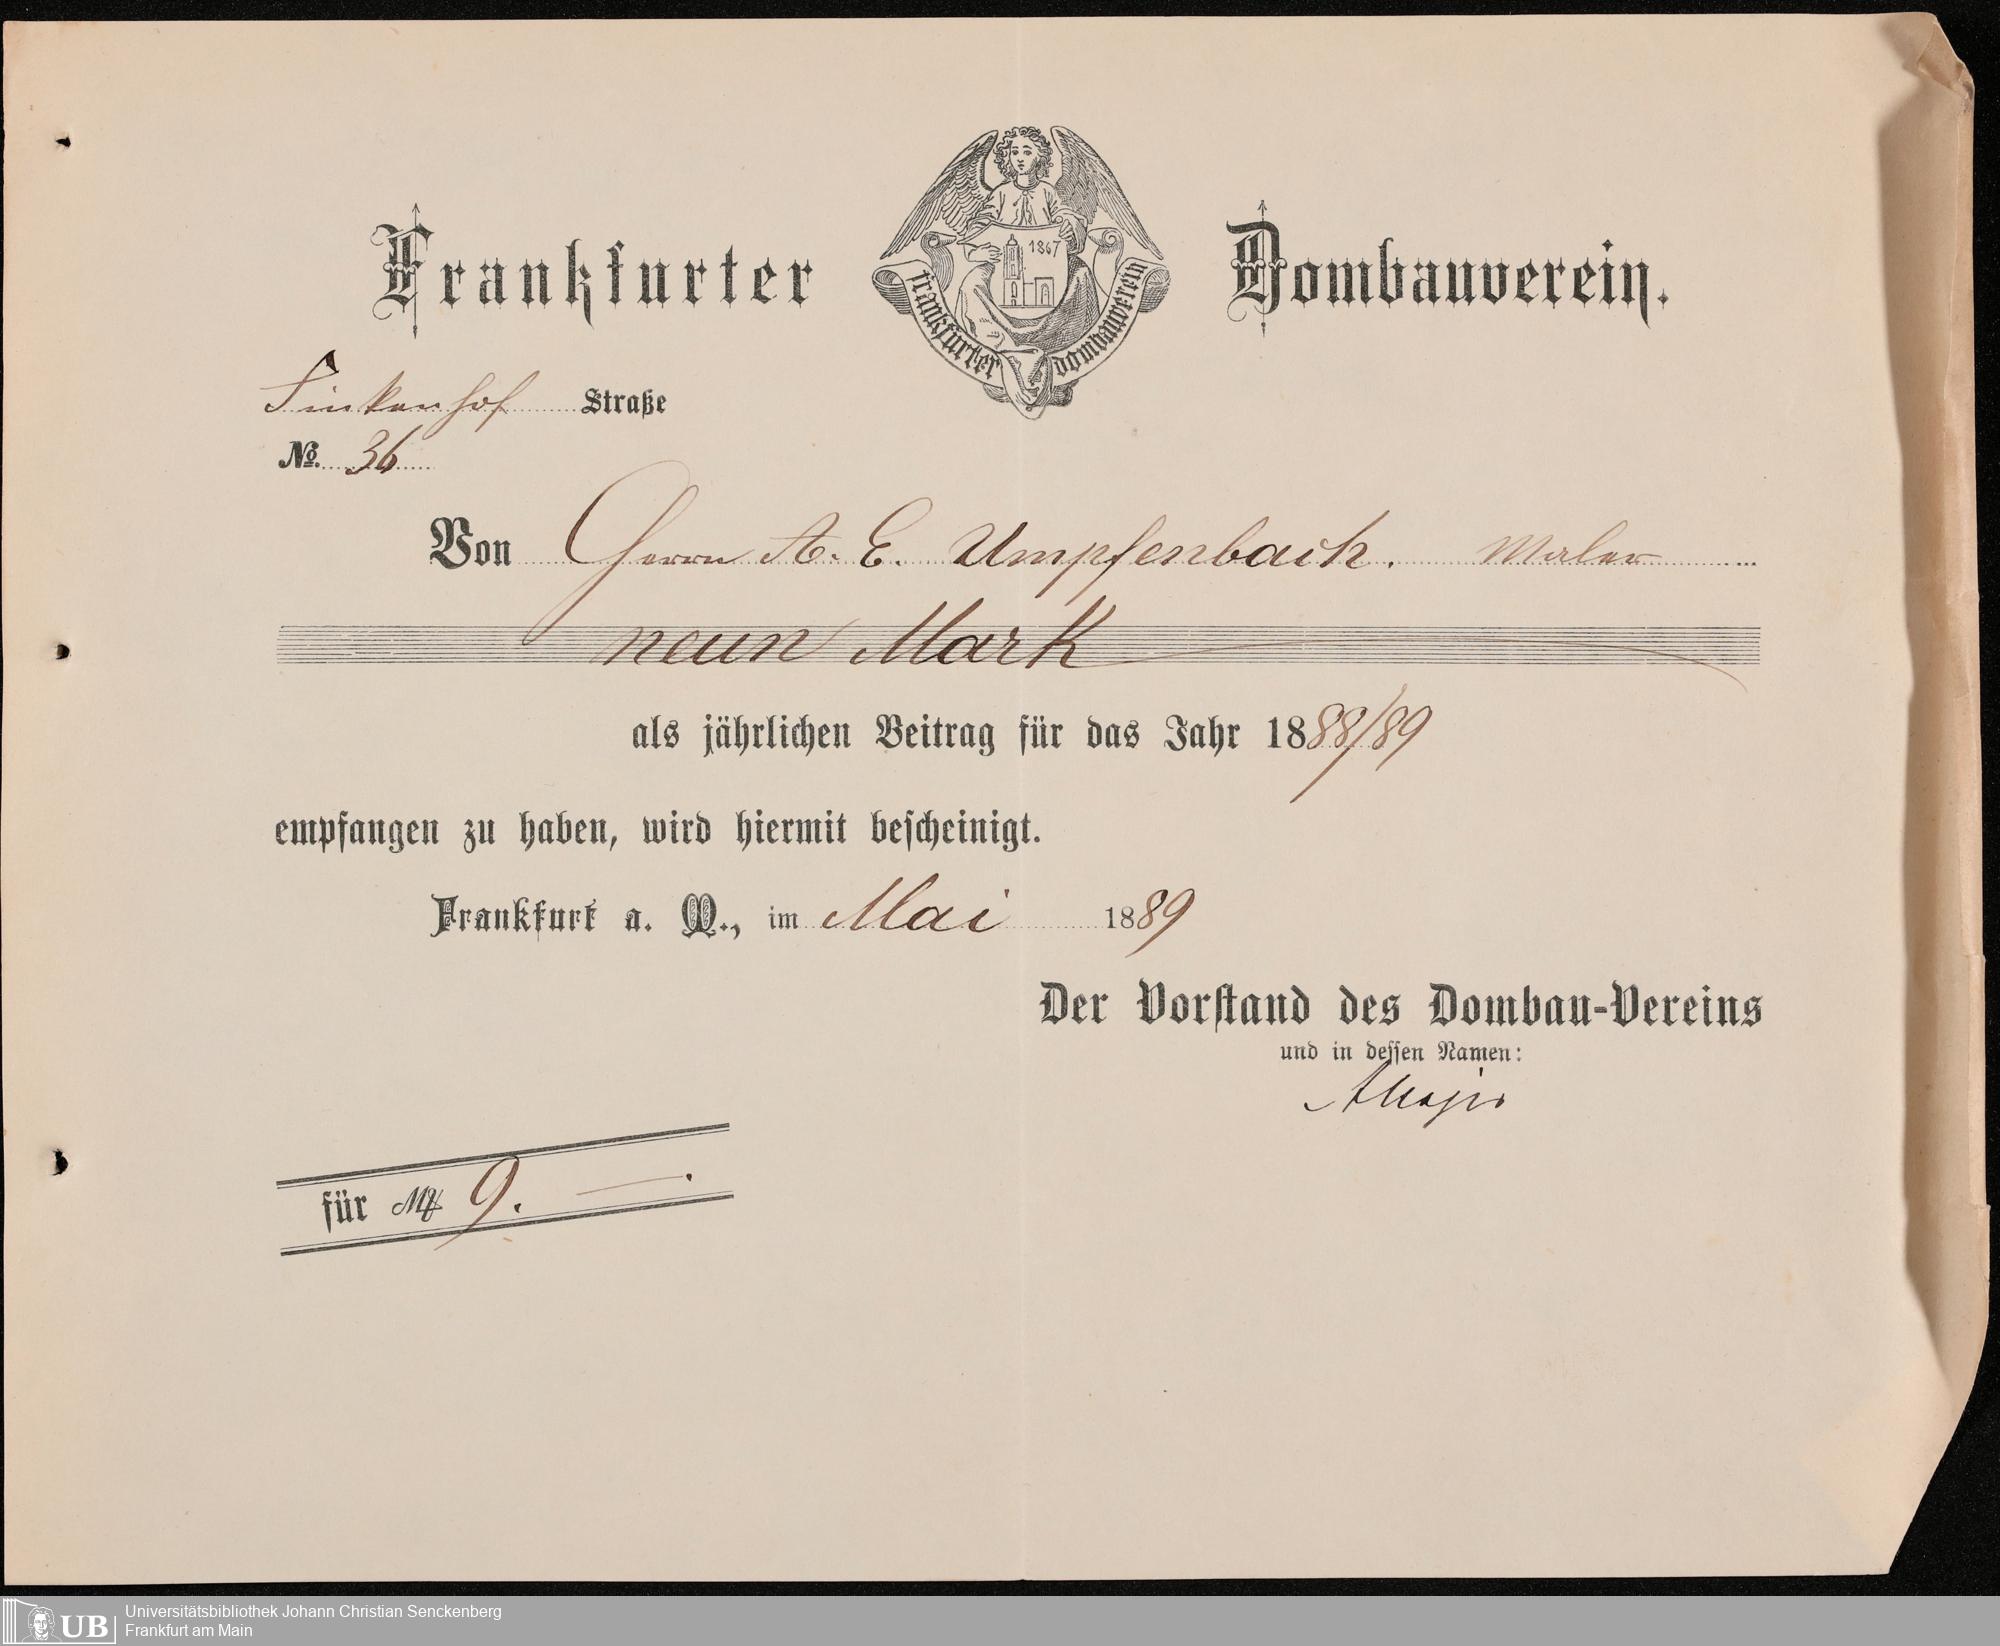 Frankfurter Dombauverein.
1867
frankfurter dombauverein
Finkenhof Straße
No. 36
Von Herrn A. E. Umpfenbach. Maler
neun Mark
als jährlichen Beitrag für das Jahr 1888/89
empfangen zu haben, wird hiermit bescheinigt.
Frankfurt a. M., im Mai 1889
Der Vorstand des Dombau-Vereins
und in dessen Namen:
für M 9. —.
UB
Universitätsbibliothek Johann Christian Senckenberg
Frankfurt am Main